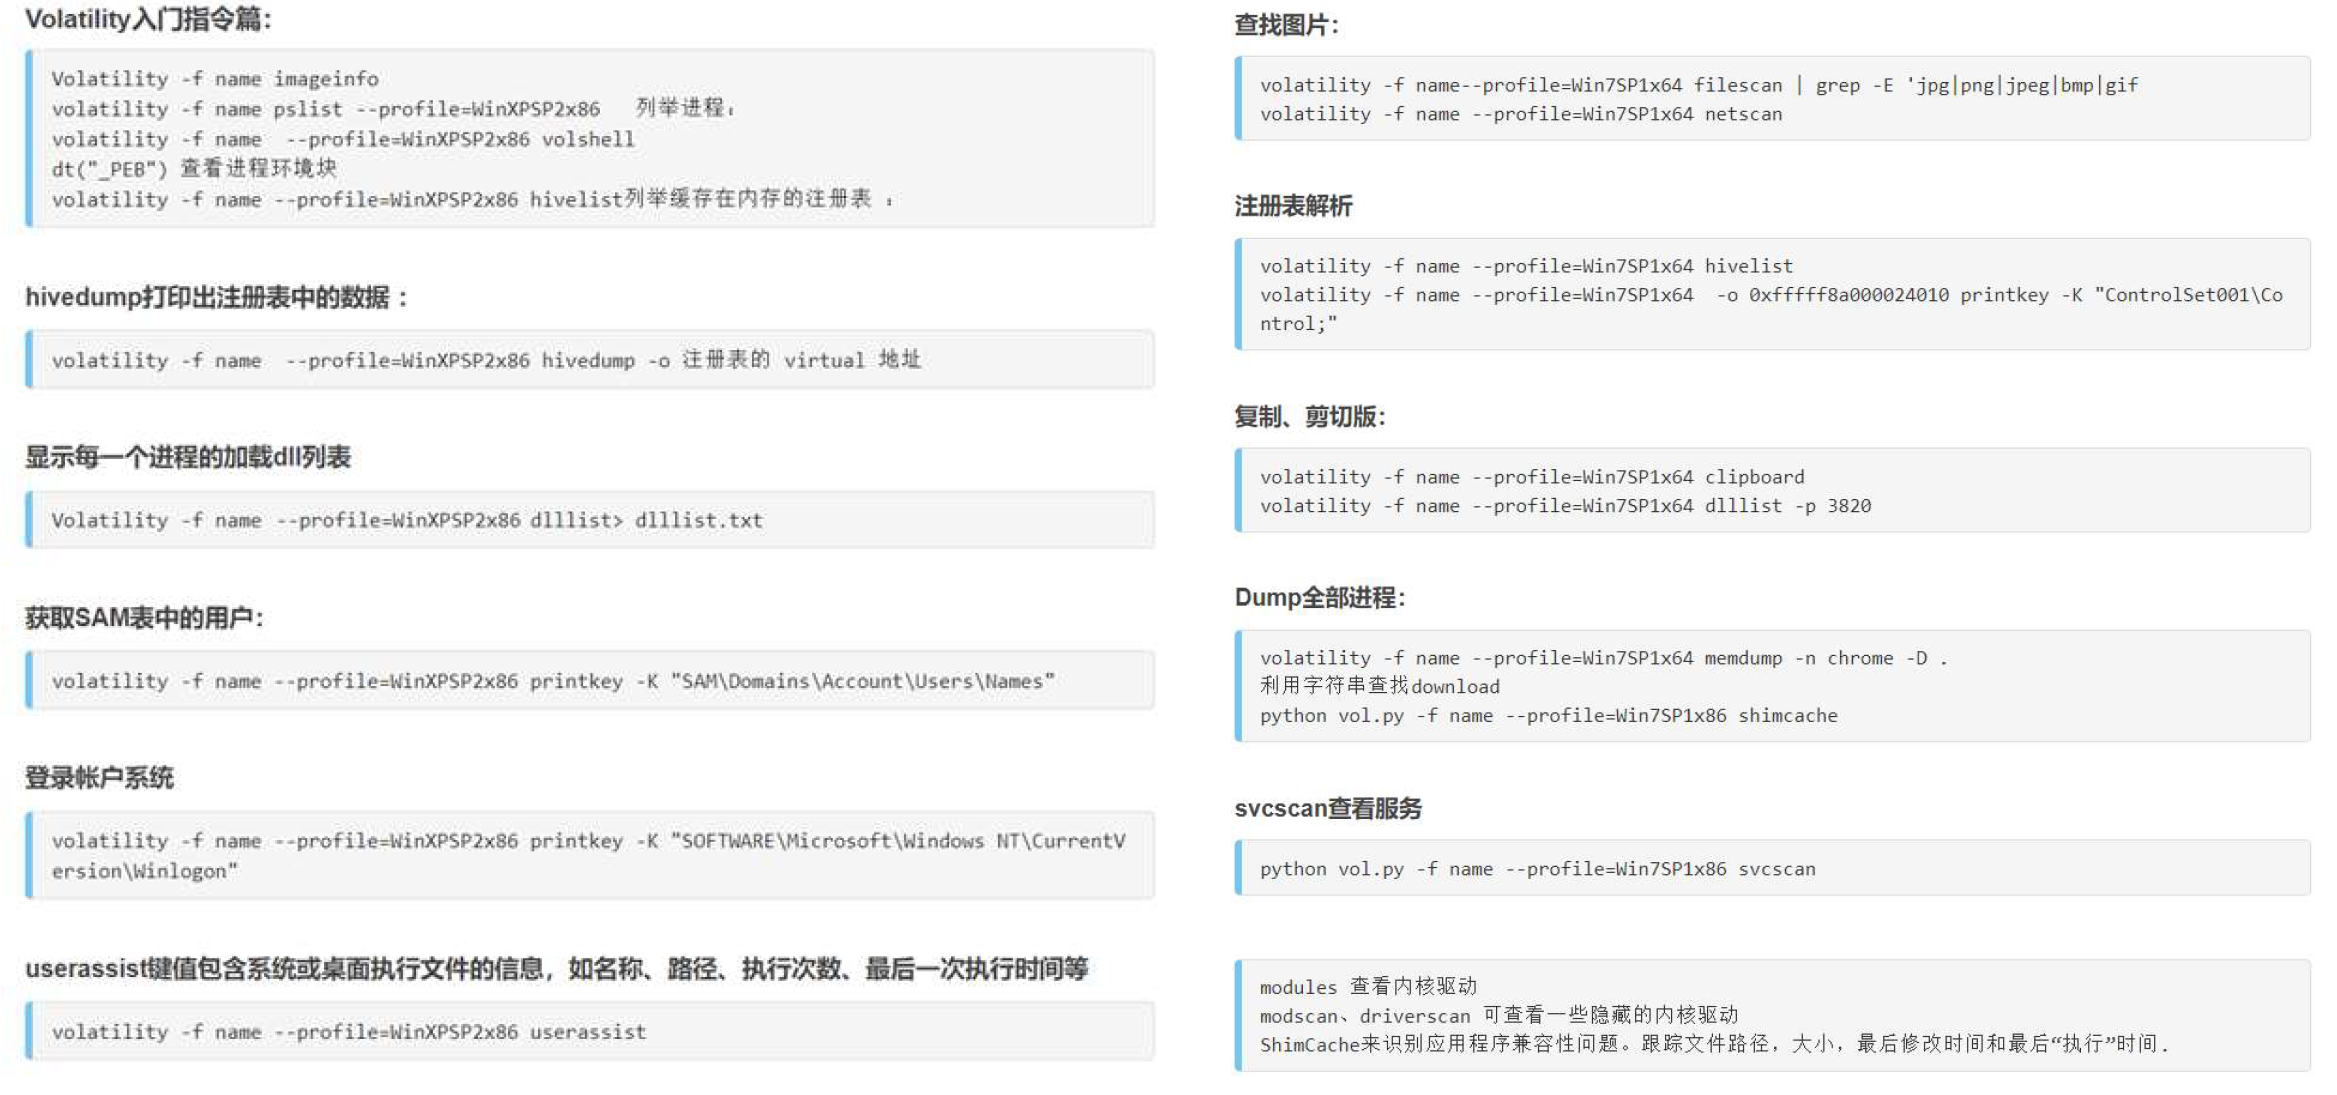 Volatility入门指令篇：
Volatility -f name imageinfo
volatility -f name pslist --profile=WinXPSP2x86   列举进程：
volatility -f name  --profile=WinXPSP2x86 volshell
dt("_PEB") 查看进程环境块
volatility -f name --profile=WinXPSP2x86 hivelist列举缓存在内存的注册表 ：
hivedump打印出注册表中的数据 ：
volatility -f name  --profile=WinXPSP2x86 hivedump -o 注册表的 virtual 地址
显示每一个进程的加载dll列表
Volatility -f name --profile=WinXPSP2x86 dlllist> dlllist.txt
获取SAM表中的用户：
volatility -f name --profile=WinXPSP2x86 printkey -K "SAM\Domains\Account\Users\Names"
登录帐户系统
volatility -f name --profile=WinXPSP2x86 printkey -K "SOFTWARE\Microsoft\Windows NT\CurrentV
ersion\Winlogon"
userassist键值包含系统或桌面执行文件的信息，如名称、路径、执行次数、最后一次执行时间等
volatility -f name --profile=WinXPSP2x86 userassist
查找图片：
volatility -f name--profile=Win7SP1x64 filescan | grep -E 'jpg|png|jpeg|bmp|gif
volatility -f name --profile=Win7SP1x64 netscan
注册表解析
volatility -f name --profile=Win7SP1x64 hivelist
volatility -f name --profile=Win7SP1x64  -o 0xfffff8a000024010 printkey -K "ControlSet001\Co
ntrol;"
复制、剪切版：
volatility -f name --profile=Win7SP1x64 clipboard
volatility -f name --profile=Win7SP1x64 dlllist -p 3820
Dump全部进程：
volatility -f name --profile=Win7SP1x64 memdump -n chrome -D .
利用字符串查找download
python vol.py -f name --profile=Win7SP1x86 shimcache
svcscan查看服务
python vol.py -f name --profile=Win7SP1x86 svcscan
modules 查看内核驱动
modscan、driverscan 可查看一些隐藏的内核驱动
ShimCache来识别应用程序兼容性问题。跟踪文件路径，大小，最后修改时间和最后“执行”时间.